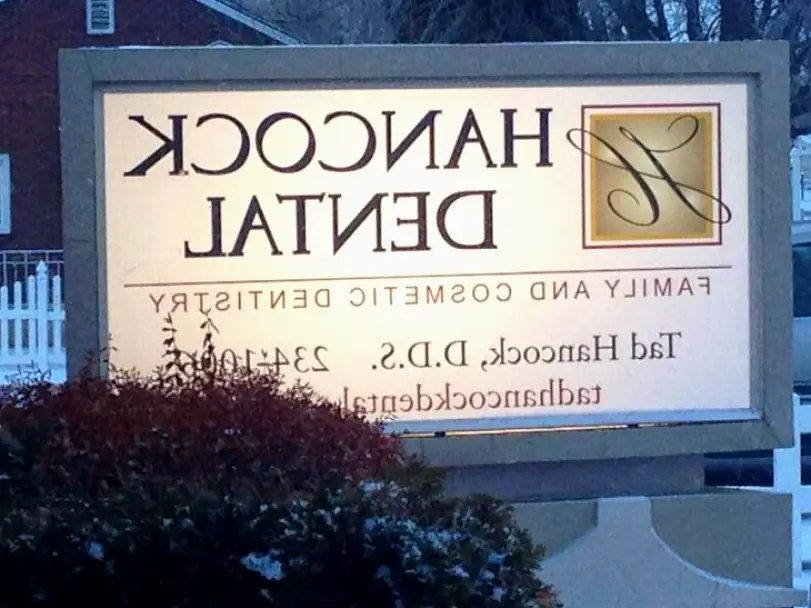 H
HANCOCK
DENTAL
FAMILY AND COSMETIC DENTISTRY
Tad Hancock, D.D.S.
tadhancockdental